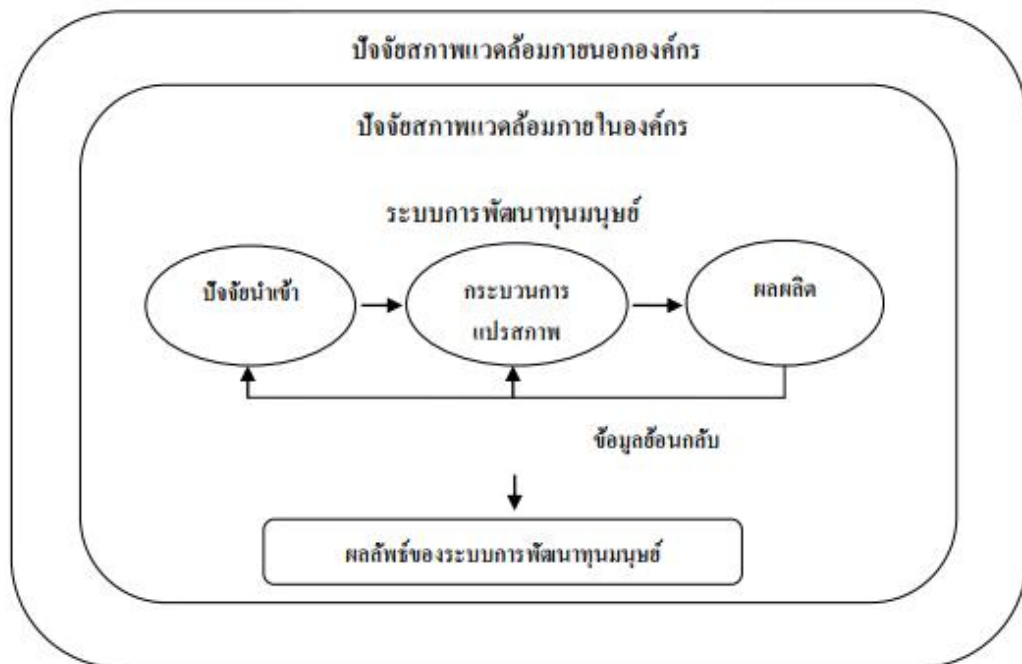 ปัจจัยสภาพแวดล้อมภายนอกองค์กร
ปัจจัยสภาพแวดล้อมภายในองค์กร
ระบบการพัฒนาทุนมนุษย์
ปัจจัยนำเข้า
กระบวนการ
แปรสภาพ
ผลผลิต
ข้อมูลย้อนกลับ
ผลลัพธ์ของระบบการพัฒนาทุนมนุษย์